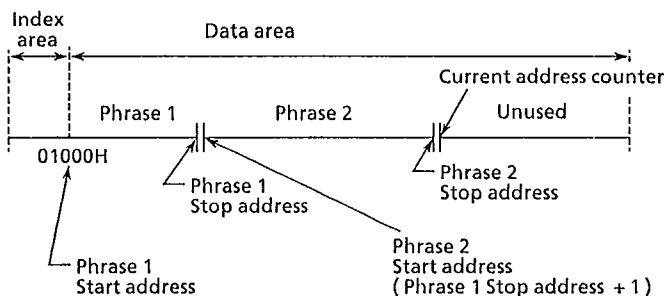 Index
area
Data area
Current address counter
Phrase 1
Phrase 2
Unused
01000H
Phrase 1
Stop address
Phrase 2
Stop address
Phrase 1
Start address
Phrase 2
Start address
( Phrase 1 Stop address + 1 )